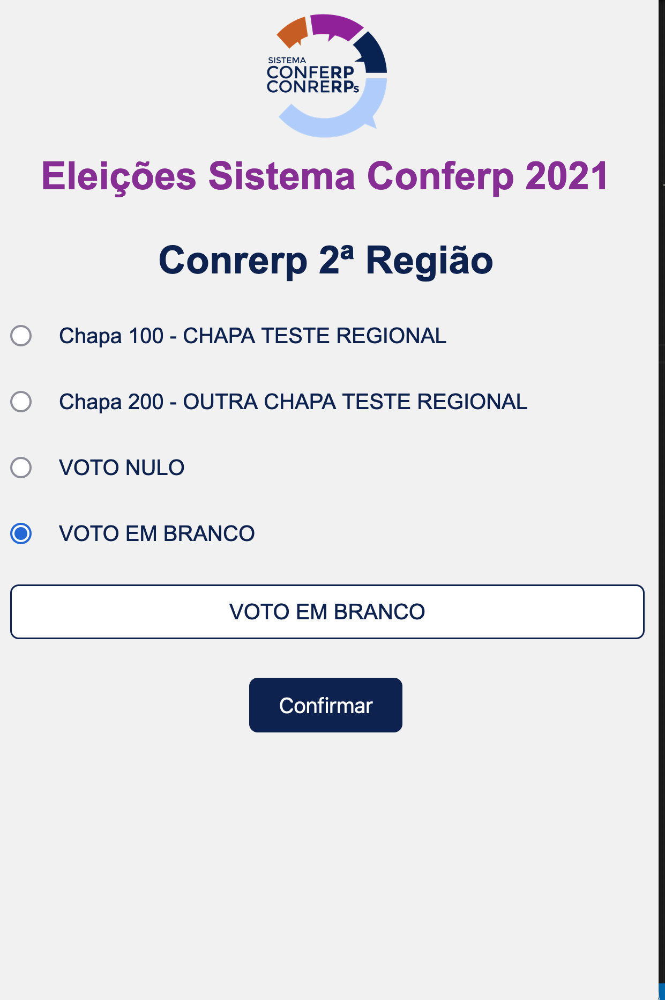 SISTEMA
CONFERP
CONRERPs
Eleições Sistema Conferp 2021
Conrerp 2ª Região
Chapa 100 - CHAPA TESTE REGIONAL
Chapa 200 - OUTRA CHAPA TESTE REGIONAL
VOTO NULO
VOTO EM BRANCO
VOTO EM BRANCO
Confirmar